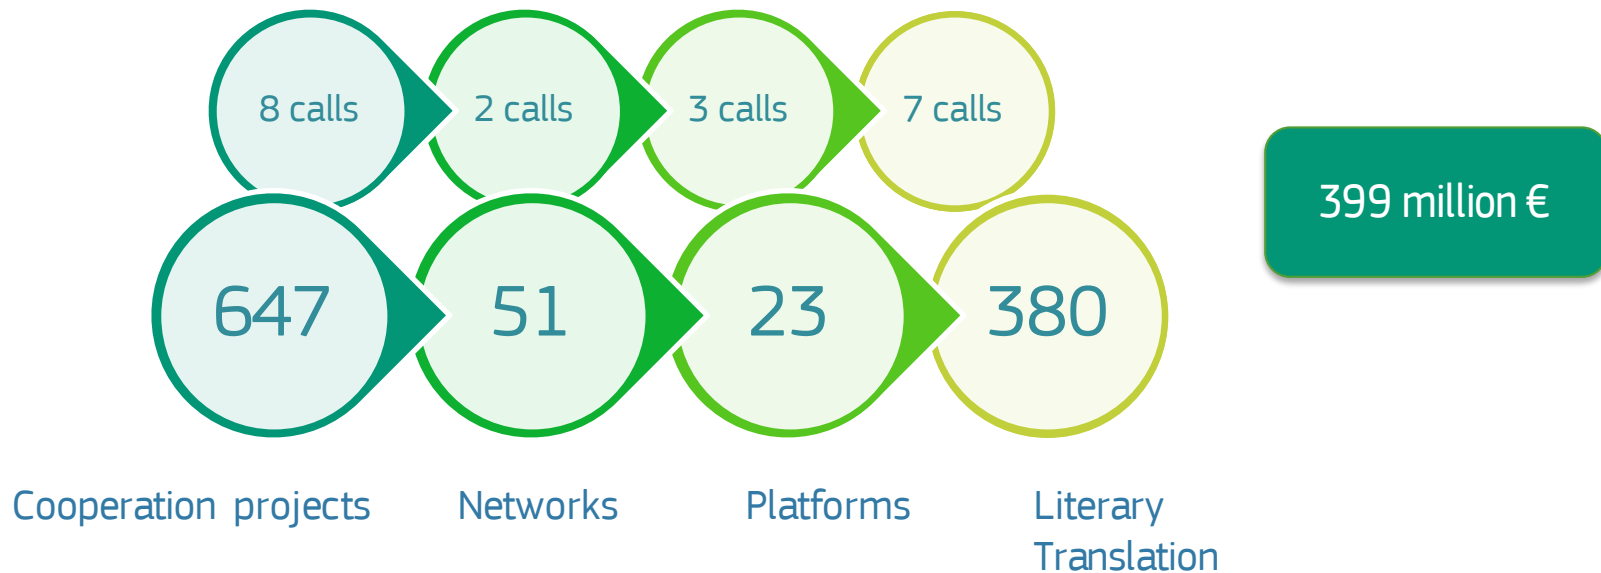 8 calls
2 calls
3 calls
7 calls
399 million €
647
51
23
380
Cooperation projects
Networks
Platforms
Literary
Translation